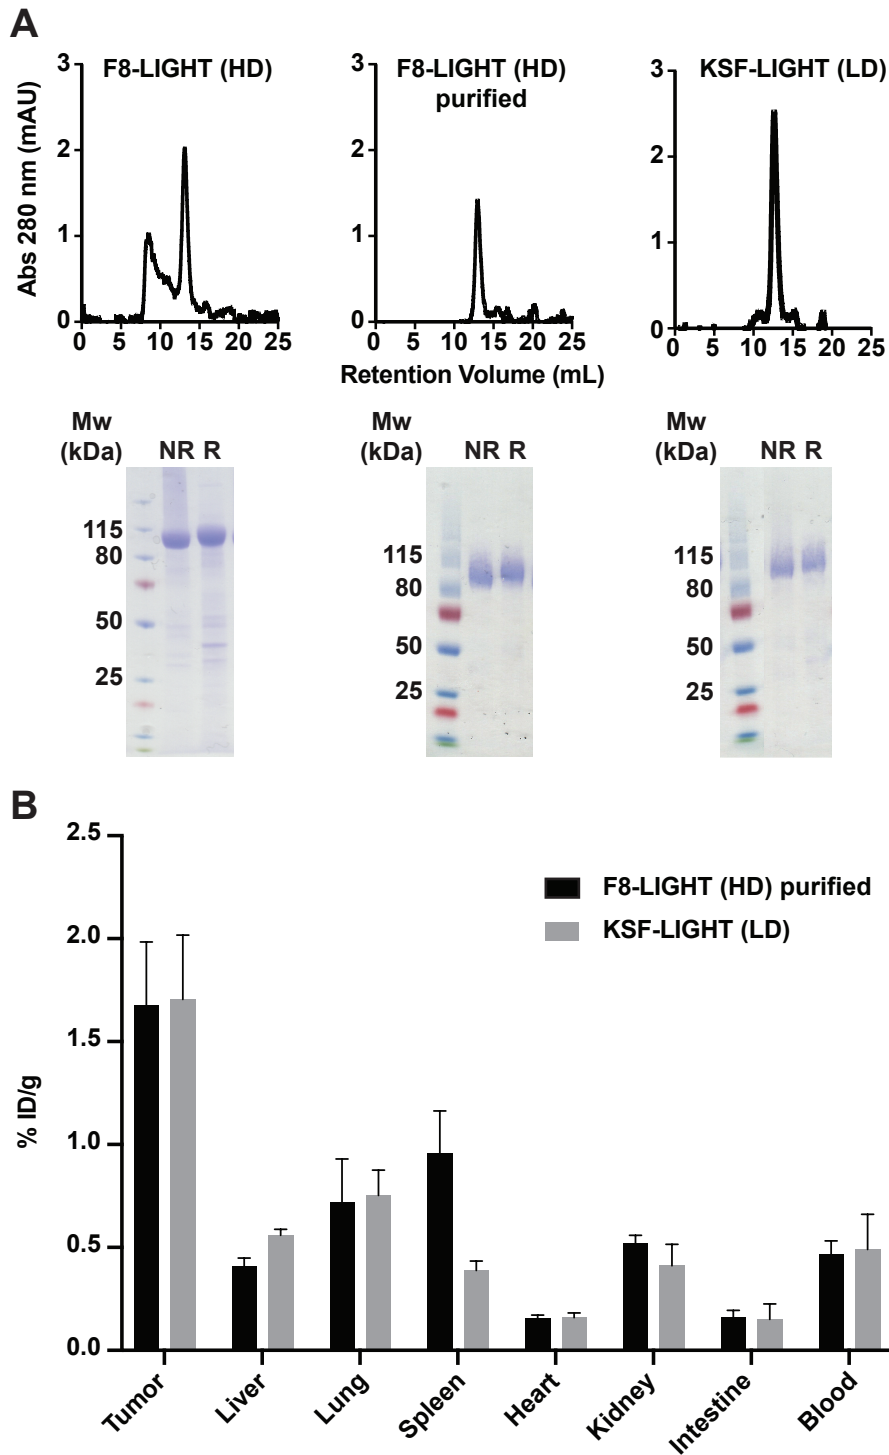 A
F8-LIGHT (HD)
F8-LIGHT (HD)
purified
KSF-LIGHT (LD)
Abs 280 nm (mAU)
3
2
1
0
0 5 10 15 20 25
3
2
1
0
0 5 10 15 20 25
3
2
1
0
0 5 10 15 20 25
Retention Volume (mL)
Mw
(kDa)
NR R
115
80
50
25
Mw
(kDa)
NR R
115
80
50
25
Mw
(kDa)
NR R
115
80
50
25
B
% ID/g
2.5
2.0
1.5
1.0
0.5
0.0
F8-LIGHT (HD) purified
KSF-LIGHT (LD)
Tumor
Liver
Lung
Spleen
Heart
Kidney
Intestine
Blood